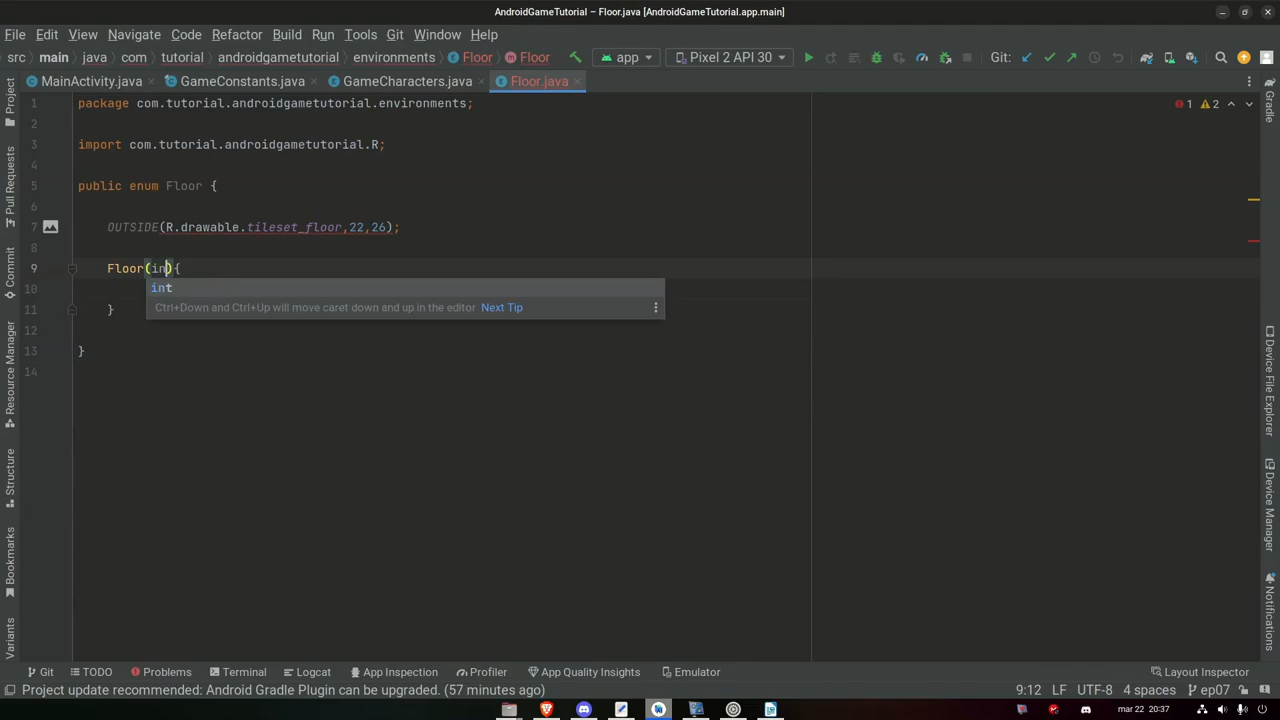 AndroidGameTutorial – Floor.java [AndroidGameTutorial.app.main]
File Edit View Navigate Code Refactor Build Run Tools Git Window Help
src main java com tutorial androidgametutorial environments Floor Floor app Pixel 2 API 30 Git:
MainActivity.java GameConstants.java GameCharacters.java Floor.java
1 package com.tutorial.androidgametutorial.environments; 1 2
2
3 import com.tutorial.androidgametutorial.R;
4
5 public enum Floor {
6
7 OUTSIDE(R.drawable.tileset_floor,22,26);
8
9 Floor(in){
int
10
Ctrl+Down and Ctrl+Up will move caret down and up in the editor Next Tip
11 }
12
13 }
14
Project
Pull Requests
Commit
Resource Manager
Structure
Bookmarks
Variants
Gradle
Device File Explorer
Device Manager
Notifications
Git TODO Problems Terminal Logcat App Inspection Profiler App Quality Insights Emulator Layout Inspector
Project update recommended: Android Gradle Plugin can be upgraded. (57 minutes ago) 9:12 LF UTF-8 4 spaces ep07
mar 22 20:37